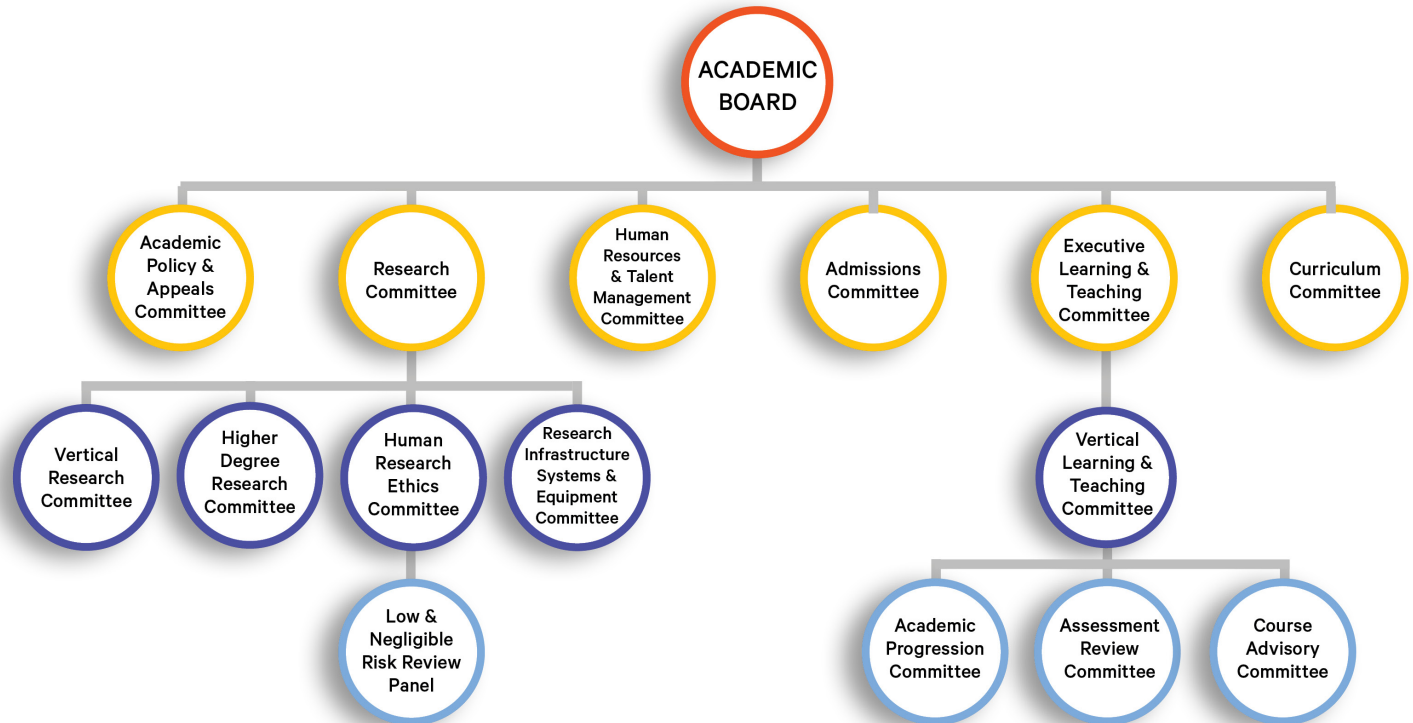 ACADEMIC
BOARD
Academic
Policy &
Appeals
Committee
Research
Committee
Human
Resources
& Talent
Management
Committee
Admissions
Committee
Executive
Learning &
Teaching
Committee
Curriculum
Committee
Vertical
Research
Committee
Higher
Degree
Research
Committee
Human
Research
Ethics
Committee
Research
Infrastructure
Systems &
Equipment
Committee
Vertical
Learning &
Teaching
Committee
Low &
Negligible
Risk Review
Panel
Academic
Progression
Committee
Assessment
Review
Committee
Course
Advisory
Committee